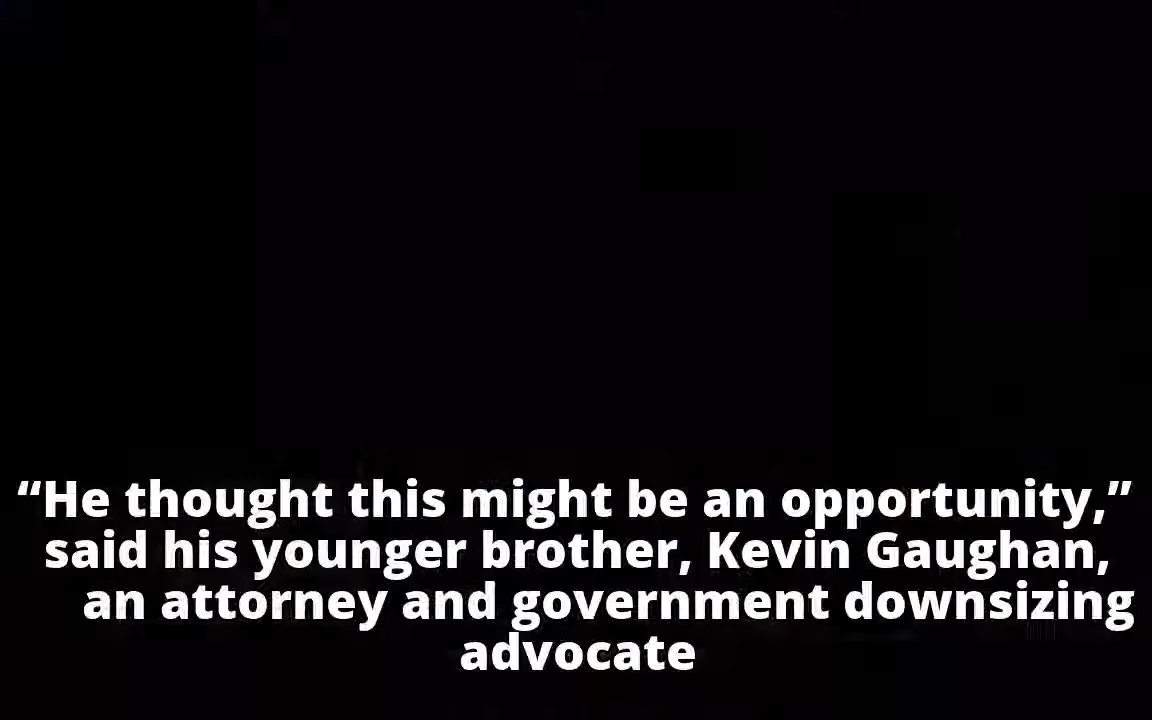 “He thought this might be an opportunity,”
said his younger brother, Kevin Gaughan,
an attorney and government downsizing
advocate